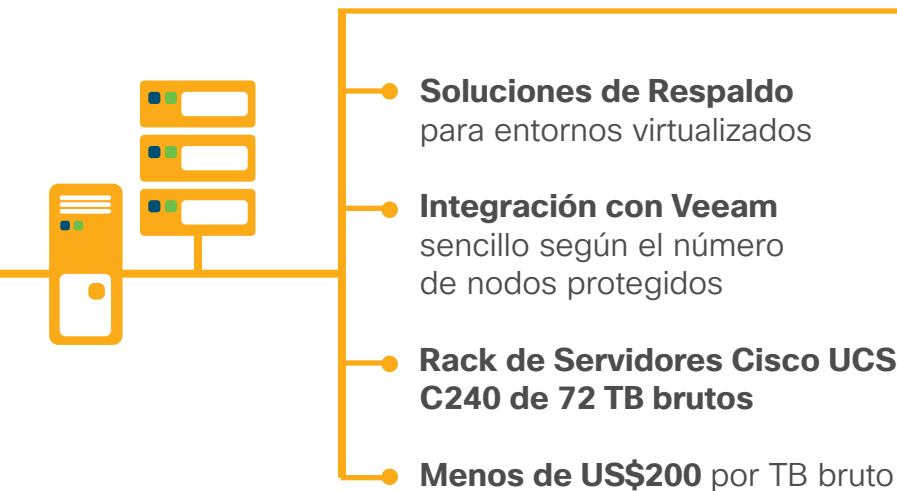 Soluciones de Respaldo
para entornos virtualizados
Integración con Veeam
sencillo según el número
de nodos protegidos
Rack de Servidores Cisco UCS
C240 de 72 TB brutos
Menos de US$200 por TB bruto